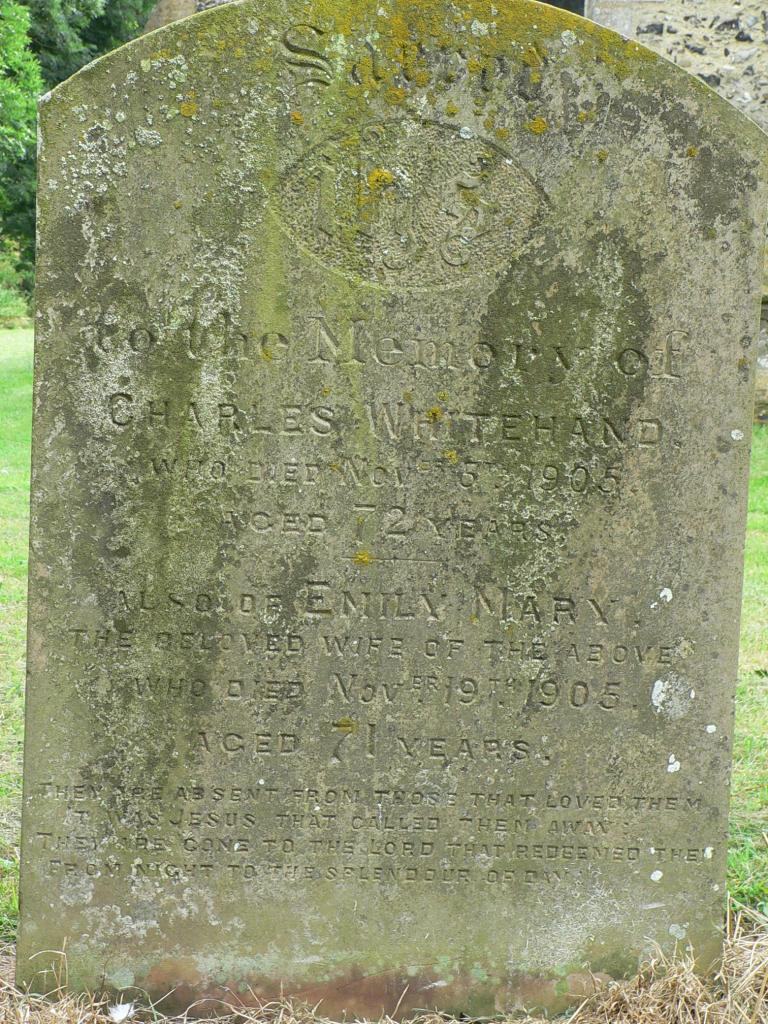 Sacred
IHS
to the Memory of
CHARLES WHITEHAND.
WHO DIED NOVER 3RD 1905.
AGED 72 YEARS.
ALSO OF EMILY MARY.
THE BELOVED WIFE OF THE ABOVE
WHO DIED NOVER 19TH 1905.
AGED 71 YEARS.
THEY ARE ABSENT FROM THOSE THAT LOVED THEM
IT WAS JESUS THAT CALLED THEM AWAY:
THEY ARE GONE TO THE LORD THAT REDEEMED THEM
FROM NIGHT TO THE SPLENDOUR OF DAY.